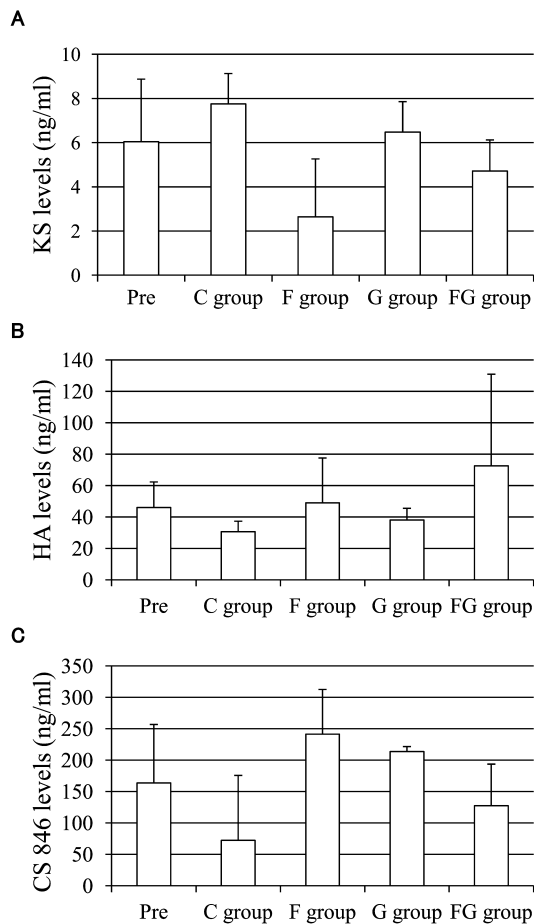 A
KS levels (ng/ml)
10
8
6
4
2
0
Pre C group F group G group FG group
B
HA levels (ng/ml)
140
120
100
80
60
40
20
0
Pre C group F group G group FG group
C
CS 846 levels (ng/ml)
350
300
250
200
150
100
50
0
Pre C group F group G group FG group